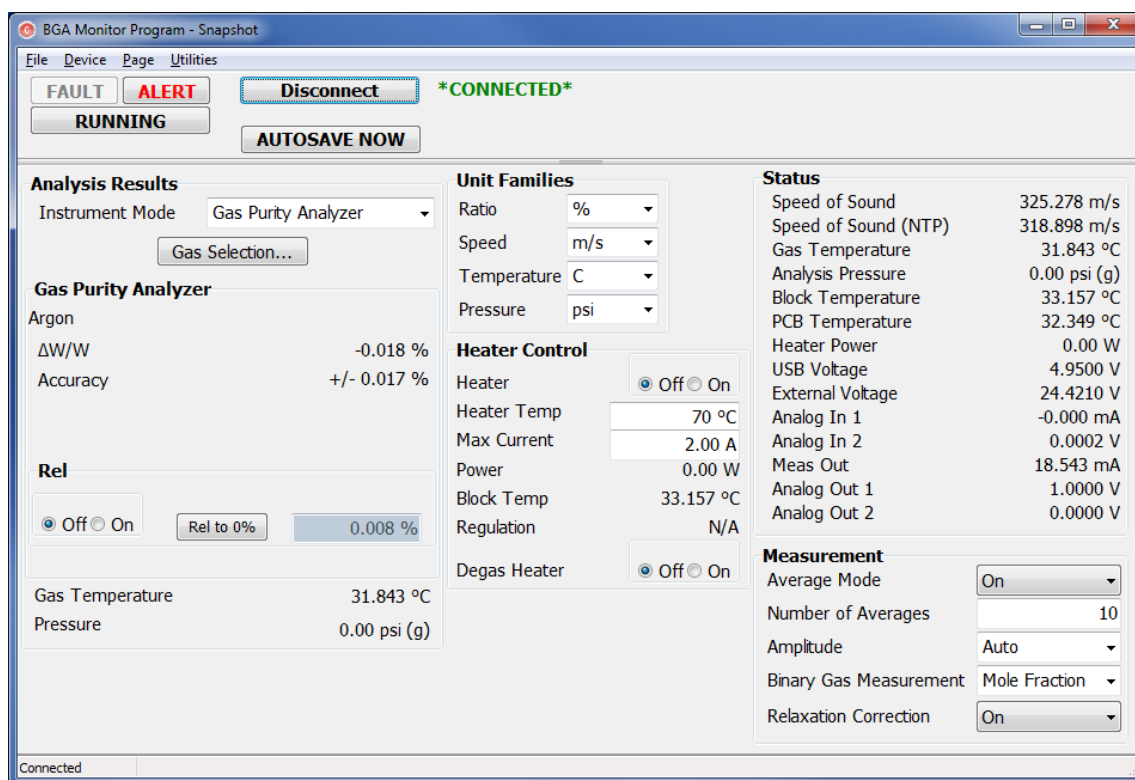 BGA Monitor Program - Snapshot
File Device Page Utilities
FAULT ALERT Disconnect *CONNECTED*
RUNNING
AUTOSAVE NOW
Analysis Results
Instrument Mode Gas Purity Analyzer
Gas Selection...
Gas Purity Analyzer
Argon
ΔW/W -0.018 %
Accuracy +/- 0.017 %
Rel
Off On Rel to 0% 0.008 %
Gas Temperature 31.843 ºC
Pressure 0.00 psi (g)
Unit Families
Ratio %
Speed m/s
Temperature C
Pressure psi
Heater Control
Heater Off On
Heater Temp 70 ºC
Max Current 2.00 A
Power 0.00 W
Block Temp 33.157 ºC
Regulation N/A
Degas Heater Off On
Status
Speed of Sound 325.278 m/s
Speed of Sound (NTP) 318.898 m/s
Gas Temperature 31.843 ºC
Analysis Pressure 0.00 psi (g)
Block Temperature 33.157 ºC
PCB Temperature 32.349 ºC
Heater Power 0.00 W
USB Voltage 4.9500 V
External Voltage 24.4210 V
Analog In 1 -0.000 mA
Analog In 2 0.0002 V
Meas Out 18.543 mA
Analog Out 1 1.0000 V
Analog Out 2 0.0000 V
Measurement
Average Mode On
Number of Averages 10
Amplitude Auto
Binary Gas Measurement Mole Fraction
Relaxation Correction On
Connected